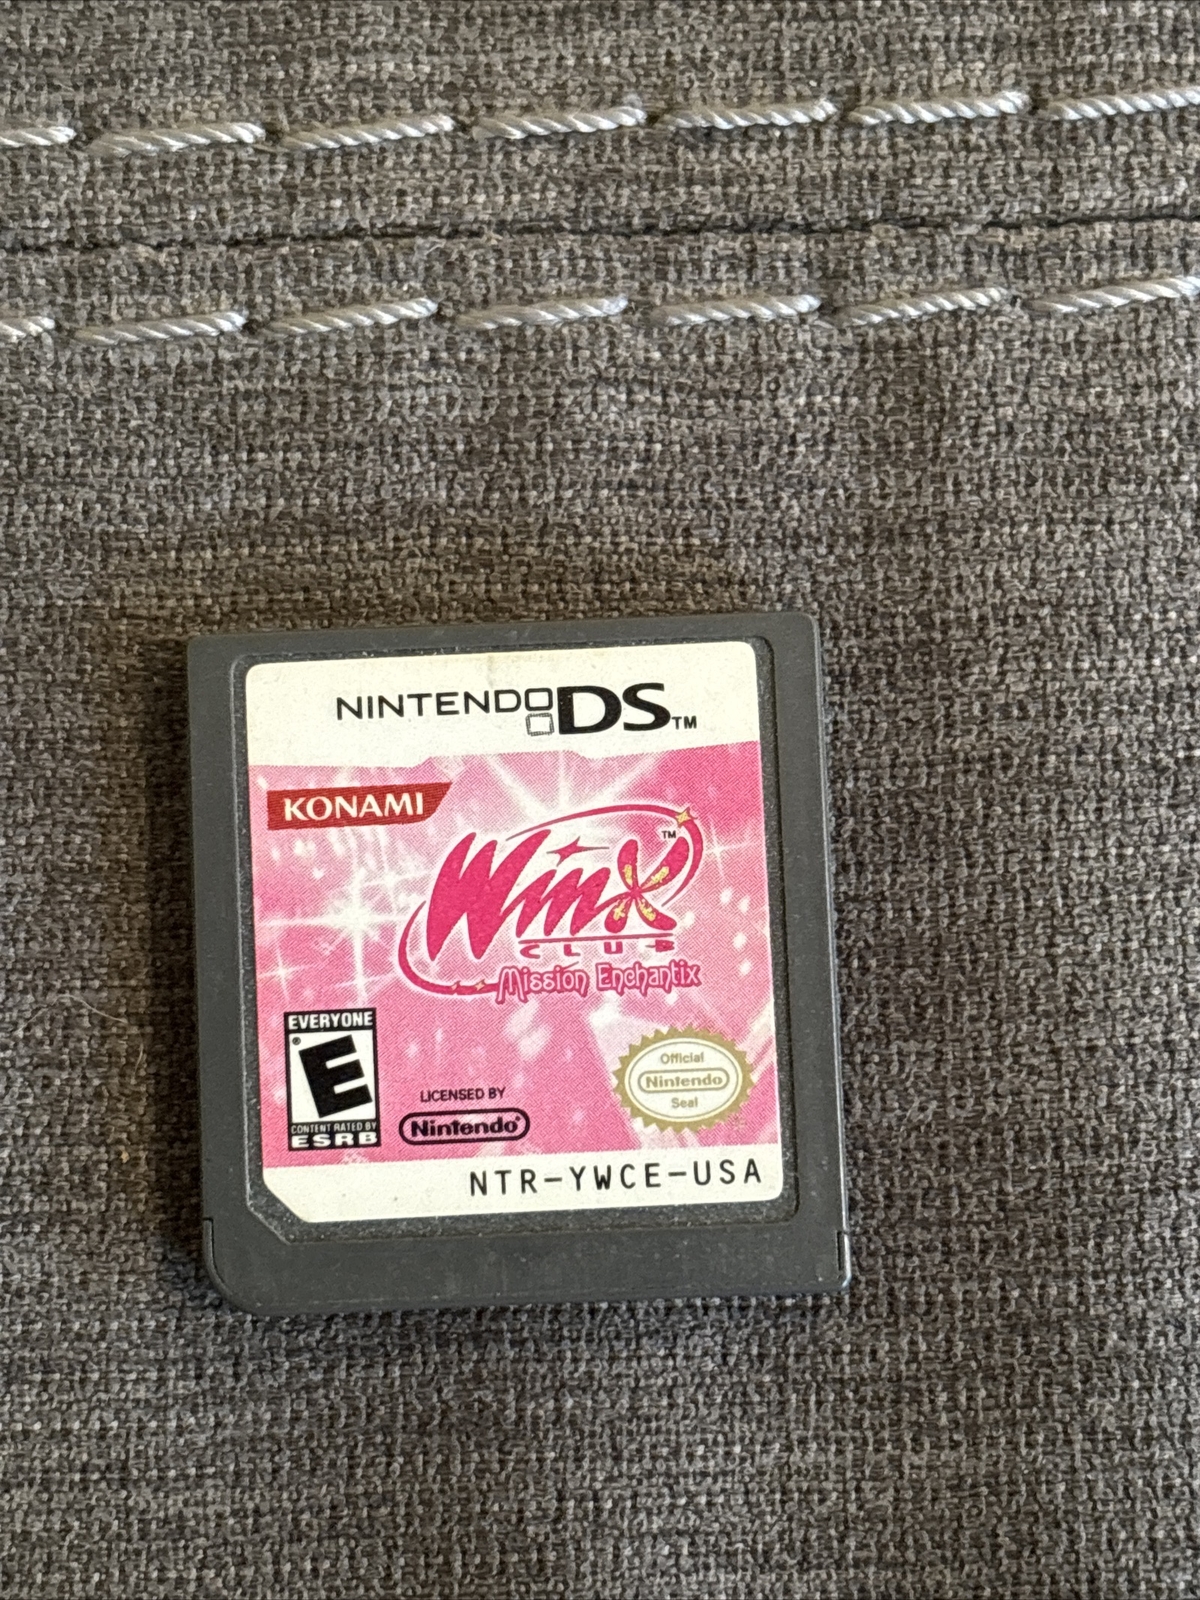 NINTENDO DS™
KONAMI
Winx™
CLUB
Mission Enchantix
EVERYONE
E®
CONTENT RATED BY
ESRB
LICENSED BY
Nintendo®
Official
Nintendo
Seal
NTR-YWCE-USA